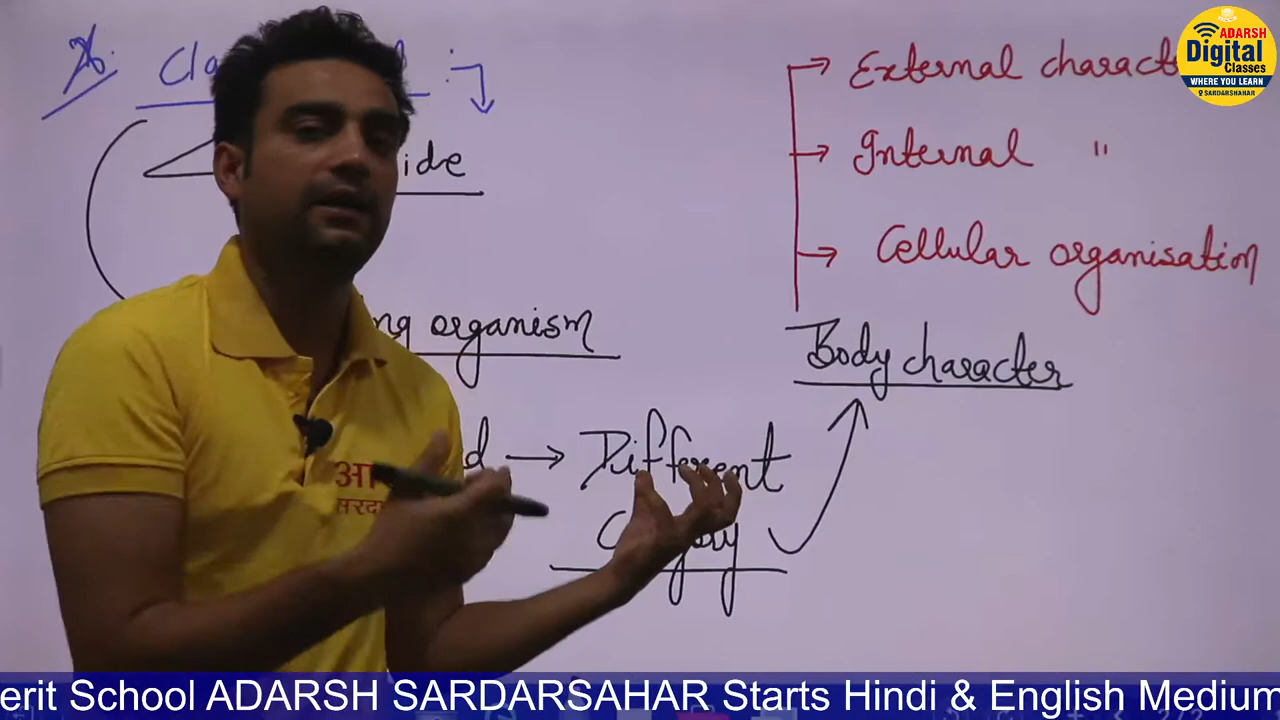 External charact
Internal "
Cellular organisation
Body character
ide
ng organism
d → Different
ADARSH
Digital
Classes
WHERE YOU LEARN
SARDARSHAHAR
erit School ADARSH SARDARSAHAR Starts Hindi & English Medium